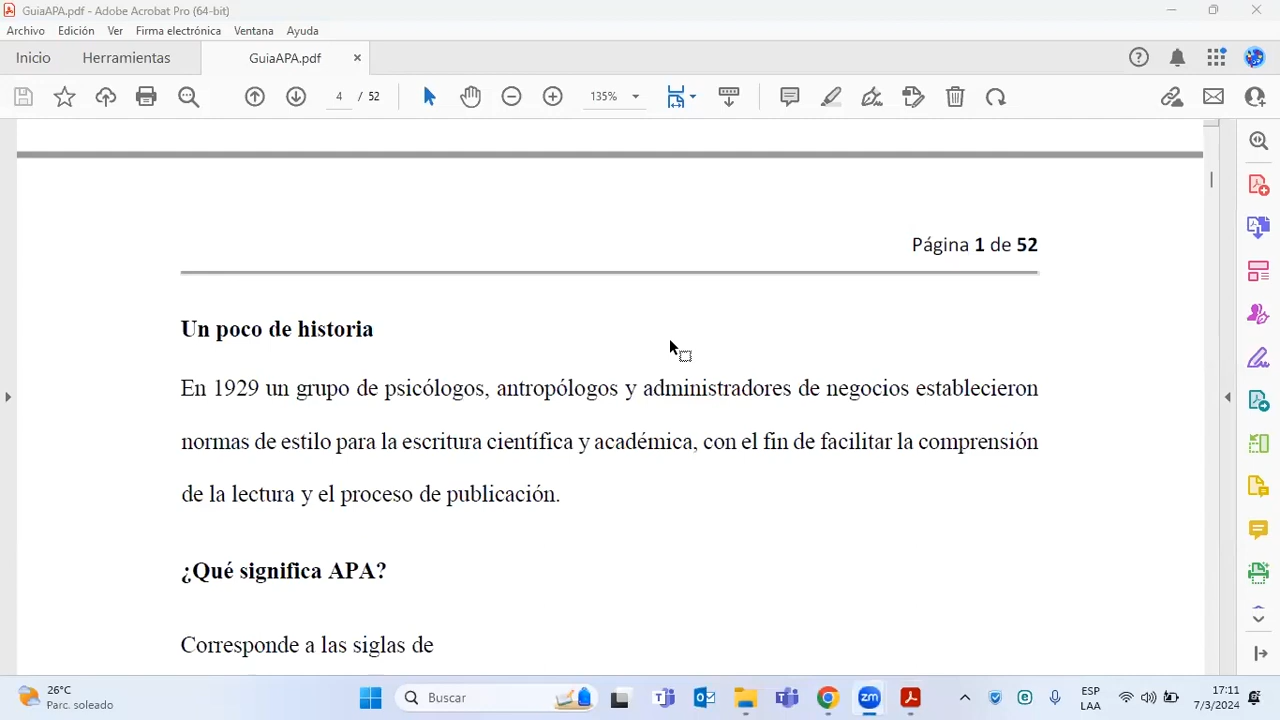 GuiaAPA.pdf - Adobe Acrobat Pro (64-bit)
Archivo Edición Ver Firma electrónica Ventana Ayuda
Inicio Herramientas GuiaAPA.pdf
4 / 52 135%
Página 1 de 52
Un poco de historia
En 1929 un grupo de psicólogos, antropólogos y administradores de negocios establecieron
normas de estilo para la escritura científica y académica, con el fin de facilitar la comprensión
de la lectura y el proceso de publicación.
¿Qué significa APA?
Corresponde a las siglas de
26°C
Parc. soleado
Buscar
zm
ESP
LAA
17:11
7/3/2024